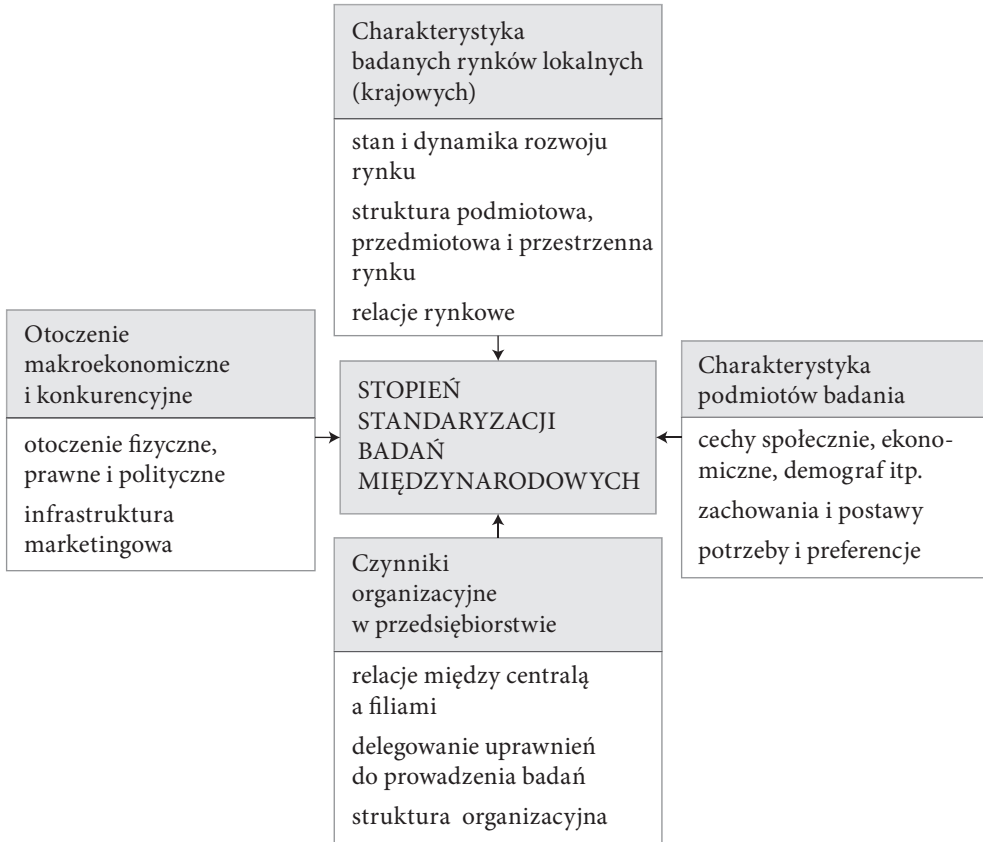 Charakterystyka
badanych rynków lokalnych
(krajowych)
stan i dynamika rozwoju
rynku
struktura podmiotowa,
przedmiotowa i przestrzenna
rynku
relacje rynkowe
Otoczenie
makroekonomiczne
i konkurencyjne
otoczenie fizyczne,
prawne i polityczne
infrastruktura
marketingowa
STOPIEŃ
STANDARYZACJI
BADAŃ
MIĘDZYNARODOWYCH
Charakterystyka
podmiotów badania
cechy społecznie, ekono-
miczne, demograf itp.
zachowania i postawy
potrzeby i preferencje
Czynniki
organizacyjne
w przedsiębiorstwie
relacje między centralą
a filiami
delegowanie uprawnień
do prowadzenia badań
struktura organizacyjna